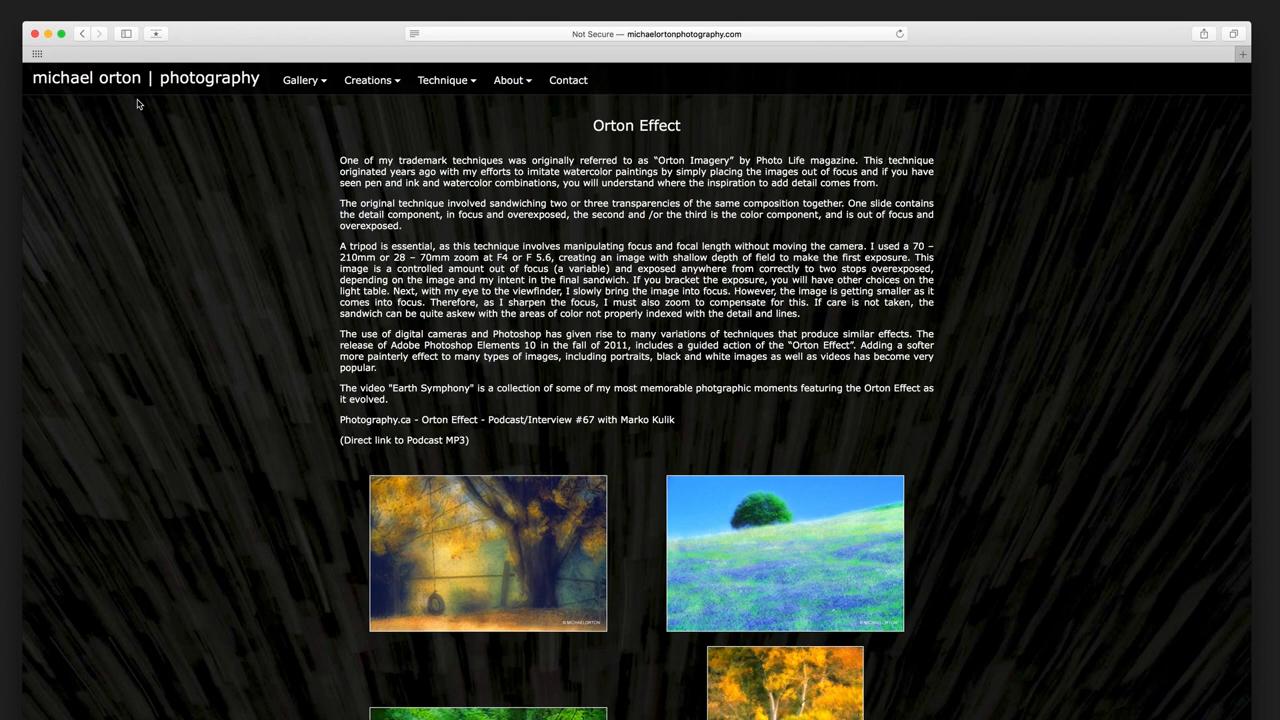 Not Secure — michaelortonphotography.com
michael orton | photography
Gallery
Creations
Technique
About
Contact
Orton Effect
One of my trademark techniques was originally referred to as “Orton Imagery” by Photo Life magazine. This technique
originated years ago with my efforts to imitate watercolor paintings by simply placing the images out of focus and if you have
seen pen and ink and watercolor combinations, you will understand where the inspiration to add detail comes from.
The original technique involved sandwiching two or three transparencies of the same composition together. One slide contains
the detail component, in focus and overexposed, the second and /or the third is the color component, and is out of focus and
overexposed.
A tripod is essential, as this technique involves manipulating focus and focal length without moving the camera. I used a 70 –
210mm or 28 – 70mm zoom at F4 or F 5.6, creating an image with shallow depth of field to make the first exposure. This
image is a controlled amount out of focus (a variable) and exposed anywhere from correctly to two stops overexposed,
depending on the image and my intent in the final sandwich. If you bracket the exposure, you will have other choices on the
light table. Next, with my eye to the viewfinder, I slowly bring the image into focus. However, the image is getting smaller as it
comes into focus. Therefore, as I sharpen the focus, I must also zoom to compensate for this. If care is not taken, the
sandwich can be quite askew with the areas of color not properly indexed with the detail and lines.
The use of digital cameras and Photoshop has given rise to many variations of techniques that produce similar effects. The
release of Adobe Photoshop Elements 10 in the fall of 2011, includes a guided action of the “Orton Effect”. Adding a softer
more painterly effect to many types of images, including portraits, black and white images as well as videos has become very
popular.
The video "Earth Symphony" is a collection of some of my most memorable photgraphic moments featuring the Orton Effect as
it evolved.
Photography.ca - Orton Effect - Podcast/Interview #67 with Marko Kulik
(Direct link to Podcast MP3)
© MICHAELORTON
© MICHAELORTON